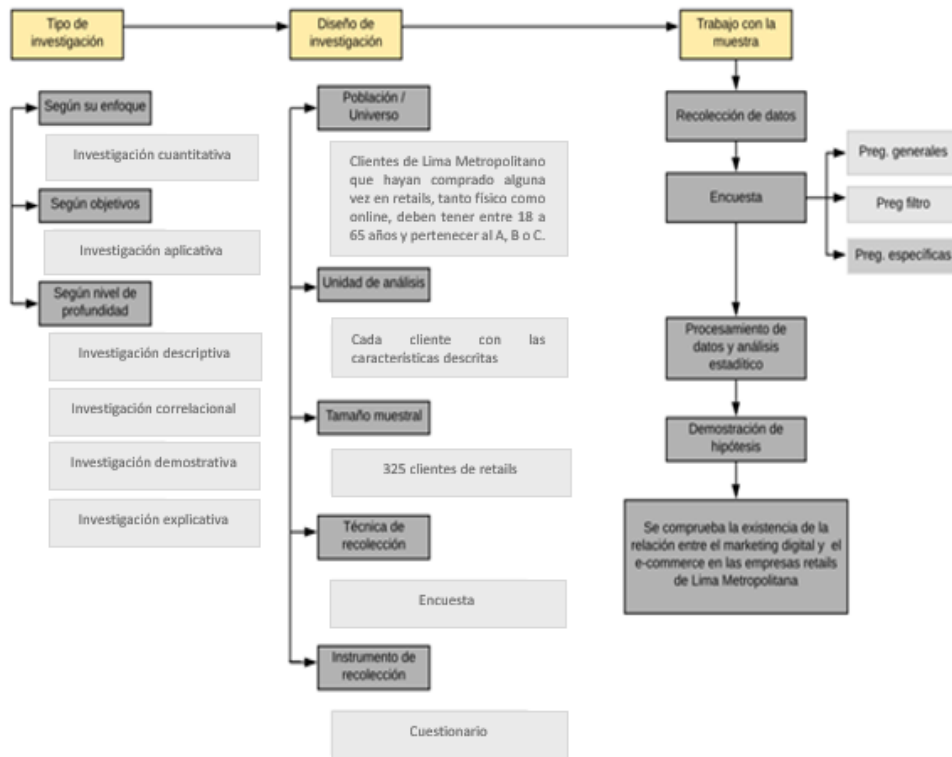 Tipo de
investigación
Diseño de
investigación
Trabajo con la
muestra
Según su enfoque
Investigación cuantitativa
Según objetivos
Investigación aplicativa
Según nivel de
profundidad
Investigación descriptiva
Investigación correlacional
Investigación demostrativa
Investigación explicativa
Población /
Universo
Clientes de Lima Metropolitano
que hayan comprado alguna
vez en retails, tanto físico como
online, deben tener entre 18 a
65 años y pertenecer al A, B o C.
Unidad de análisis
Cada cliente con las
características descritas
Tamaño muestral
325 clientes de retails
Técnica de
recolección
Encuesta
Instrumento de
recolección
Cuestionario
Recolección de datos
Encuesta
Preg. generales
Preg filtro
Preg. específicas
Procesamiento de
datos y análisis
estadítico
Demostración de
hipótesis
Se comprueba la existencia de la
relación entre el marketing digital y el
e-commerce en las empresas retails
de Lima Metropolitana